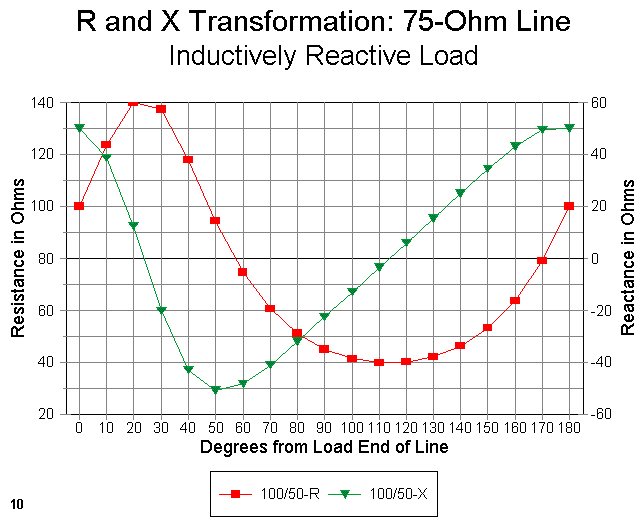 R and X Transformation: 75-Ohm Line
Inductively Reactive Load
140 60
120 40
100 20
80 0
60 -20
40 -40
20 -60
Resistance in Ohms
Reactance in Ohms
0 10 20 30 40 50 60 70 80 90 100 110 120 130 140 150 160 170 180
Degrees from Load End of Line
100/50-R 100/50-X
10